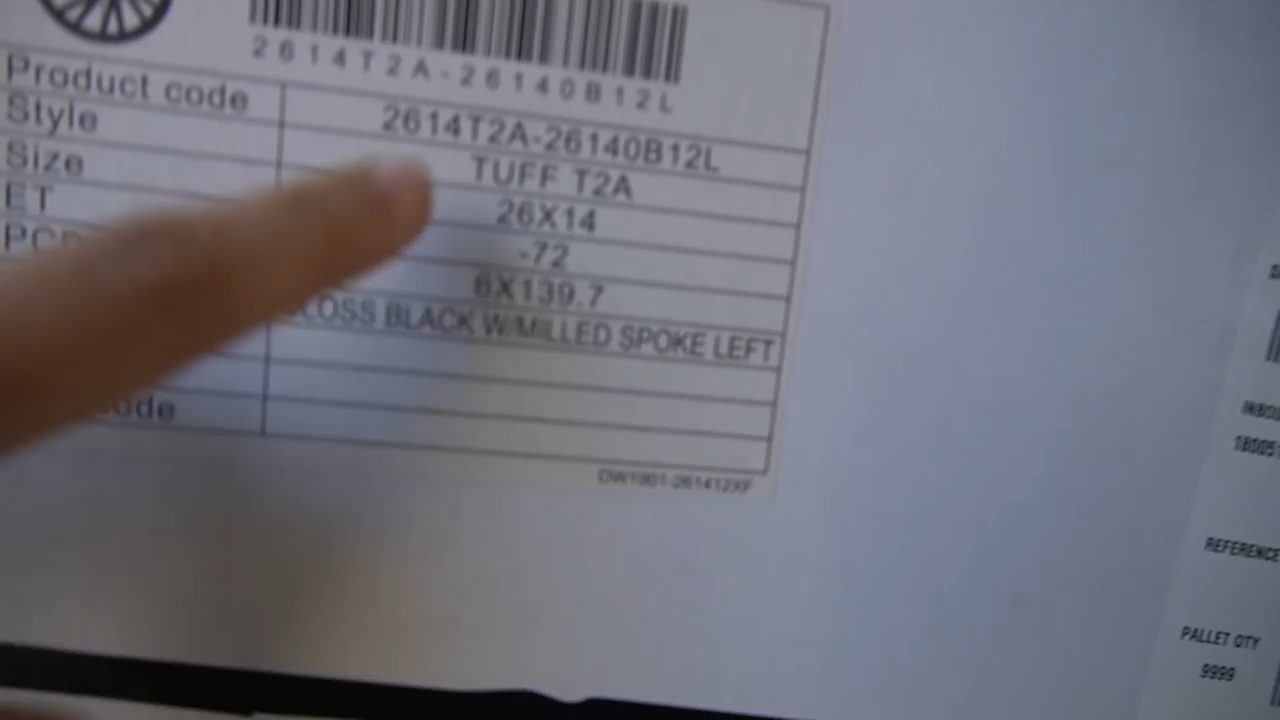 2614T2A-26140B12L
Product code 2614T2A-26140B12L
Style TUFF T2A
Size 26X14
ET -72
6X139.7
BLACK W/MILLED SPOKE LEFT
DW1901-261412XF
REFERENCE
PALLET QTY
9999